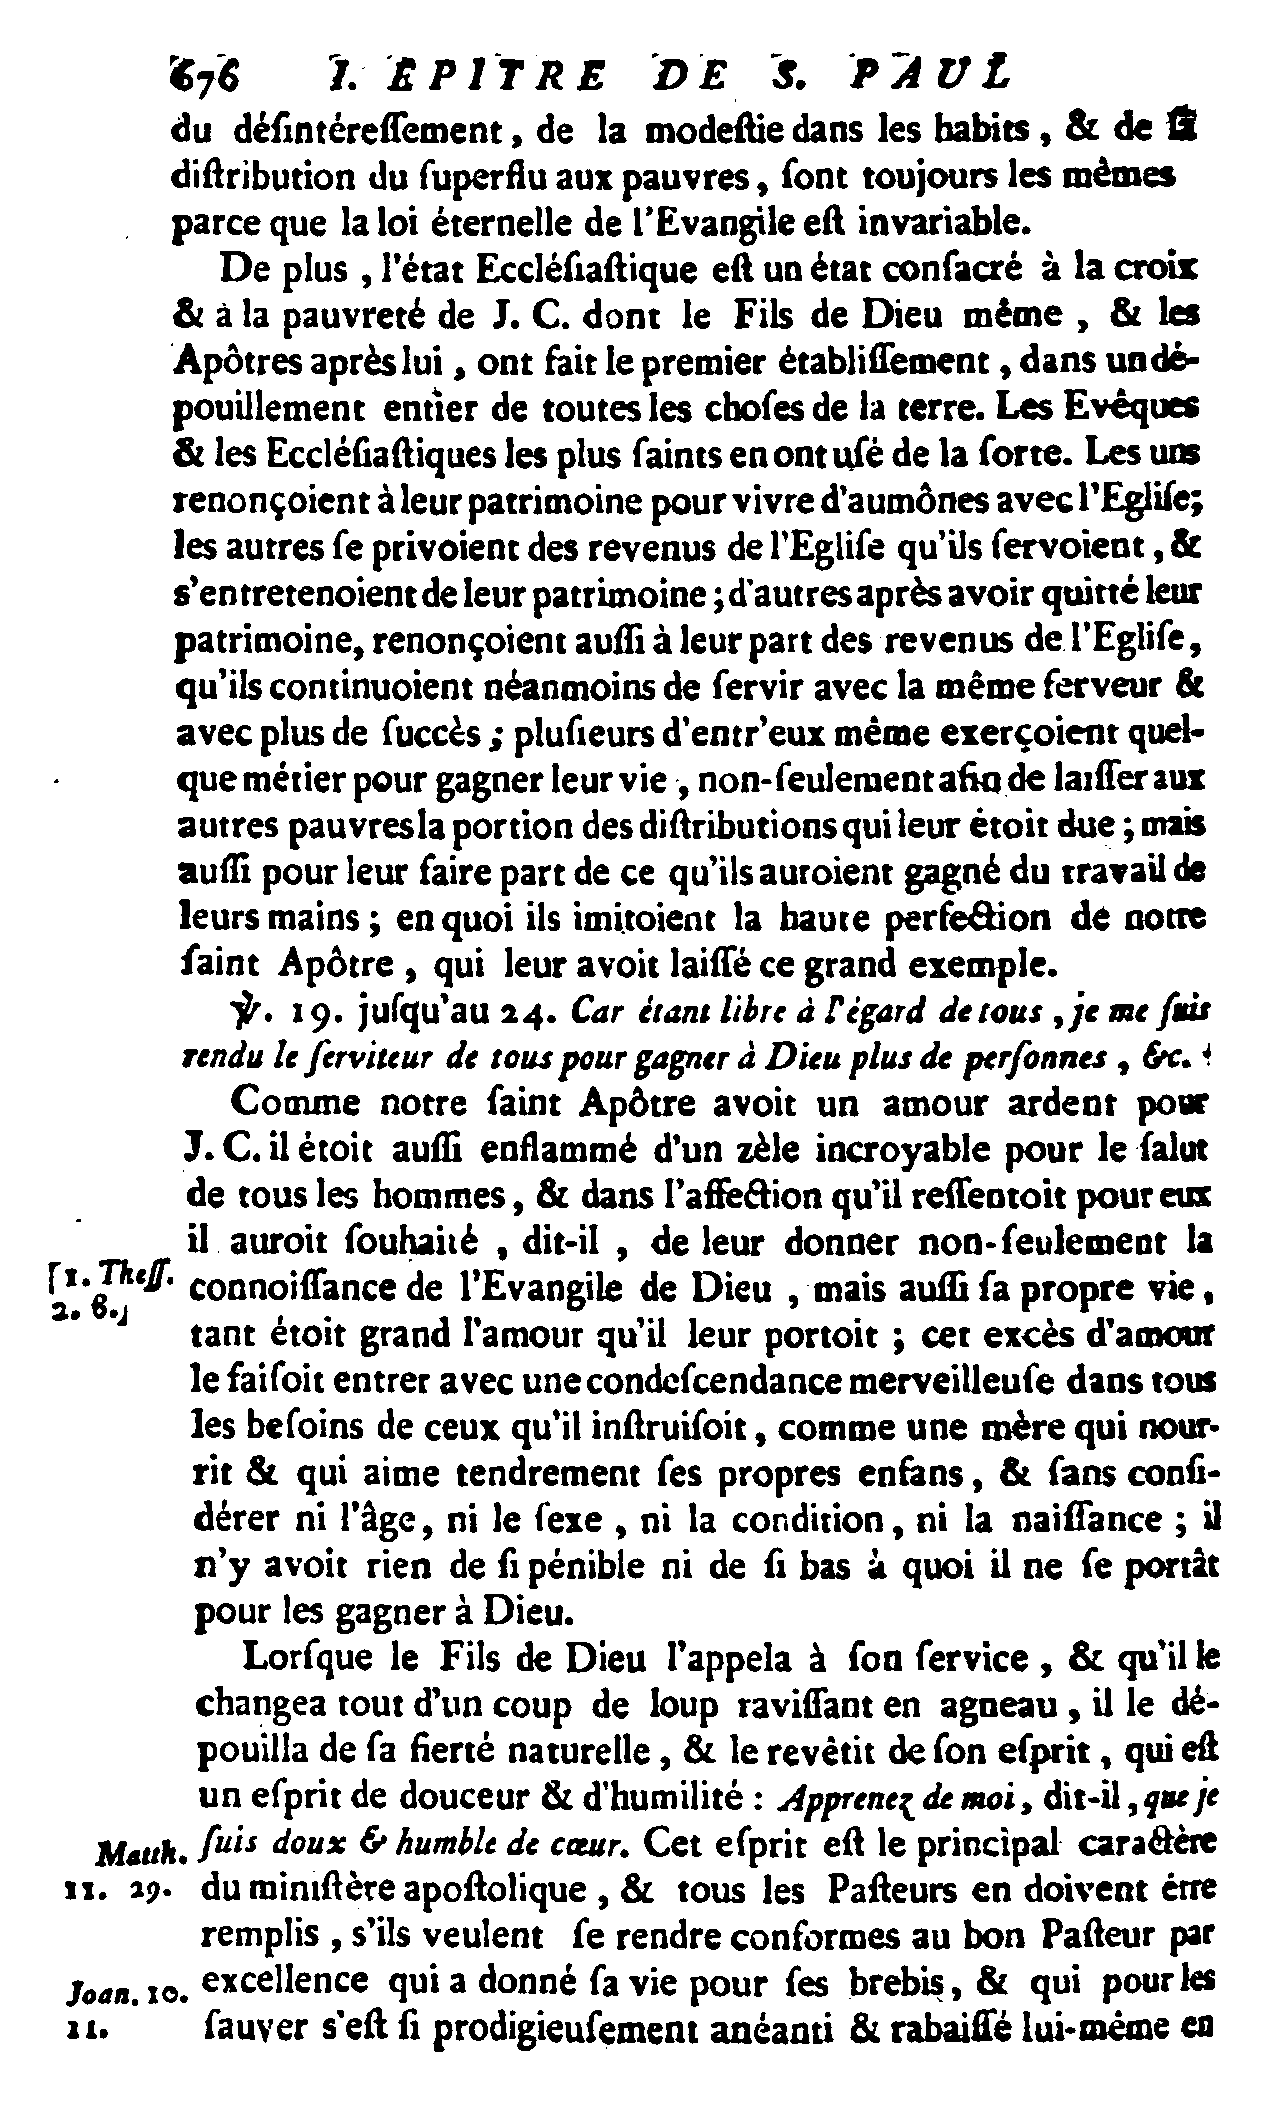 676 I. EPITRE DE S. PAUL
du déſintéreſſement, de la modeſtie dans les habits, & de la
diſtribution du ſuperflu aux pauvres, ſont toujours les mêmes
parce que la loi éternelle de l'Evangile eſt invariable.
De plus, l'état Eccléſiaſtique eſt un état conſacré à la croix
& à la pauvreté de J. C. dont le Fils de Dieu même, & les
Apôtres après lui, ont fait le premier établiſſement, dans un dé-
pouillement entier de toutes les choſes de la terre. Les Evêques
& les Eccléſiaſtiques les plus ſaints en ont uſé de la ſorte. Les uns
renonçoient à leur patrimoine pour vivre d'aumônes avec l'Egliſe;
les autres ſe privoient des revenus de l'Egliſe qu'ils ſervoient, &
s'entretenoient de leur patrimoine; d'autres après avoir quitté leur
patrimoine, renonçoient auſſi à leur part des revenus de l'Egliſe,
qu'ils continuoient néanmoins de ſervir avec la même ferveur &
avec plus de ſuccès; pluſieurs d'entr'eux même exerçoient quel-
que métier pour gagner leur vie, non-ſeulement afin de laiſſer aux
autres pauvres la portion des diſtributions qui leur étoit due; mais
auſſi pour leur faire part de ce qu'ils auroient gagné du travail de
leurs mains; en quoi ils imitoient la haute perfection de notre
ſaint Apôtre, qui leur avoit laiſſé ce grand exemple.
℣. 19. juſqu'au 24. Car étant libre à l'égard de tous, je me ſuis
rendu le ſerviteur de tous pour gagner à Dieu plus de perſonnes, &c.
Comme notre ſaint Apôtre avoit un amour ardent pour
J. C. il étoit auſſi enflammé d'un zèle incroyable pour le ſalut
de tous les hommes, & dans l'affection qu'il reſſentoit pour eux
il auroit ſouhaité, dit-il, de leur donner non-ſeulement la
[1. Theſſ.
2. 8.]
connoiſſance de l'Evangile de Dieu, mais auſſi ſa propre vie,
tant étoit grand l'amour qu'il leur portoit; cet excès d'amour
le faiſoit entrer avec une condeſcendance merveilleuſe dans tous
les beſoins de ceux qu'il inſtruiſoit, comme une mère qui nour-
rit & qui aime tendrement ſes propres enfans, & ſans conſi-
dérer ni l'âge, ni le ſexe, ni la condition, ni la naiſſance; il
n'y avoit rien de ſi pénible ni de ſi bas à quoi il ne ſe portât
pour les gagner à Dieu.
Lorſque le Fils de Dieu l'appela à ſon ſervice, & qu'il le
changea tout d'un coup de loup raviſſant en agneau, il le dé-
pouilla de ſa fierté naturelle, & le revêtit de ſon eſprit, qui eſt
un eſprit de douceur & d'humilité : Apprenez de moi, dit-il, que je
Matth.
11. 29.
ſuis doux & humble de cœur. Cet eſprit eſt le principal caractère
du miniſtère apoſtolique, & tous les Paſteurs en doivent être
remplis, s'ils veulent ſe rendre conformes au bon Paſteur par
Joan. 10.
11.
excellence qui a donné ſa vie pour ſes brebis, & qui pour les
ſauver s'eſt ſi prodigieuſement anéanti & rabaiſſé lui-même en